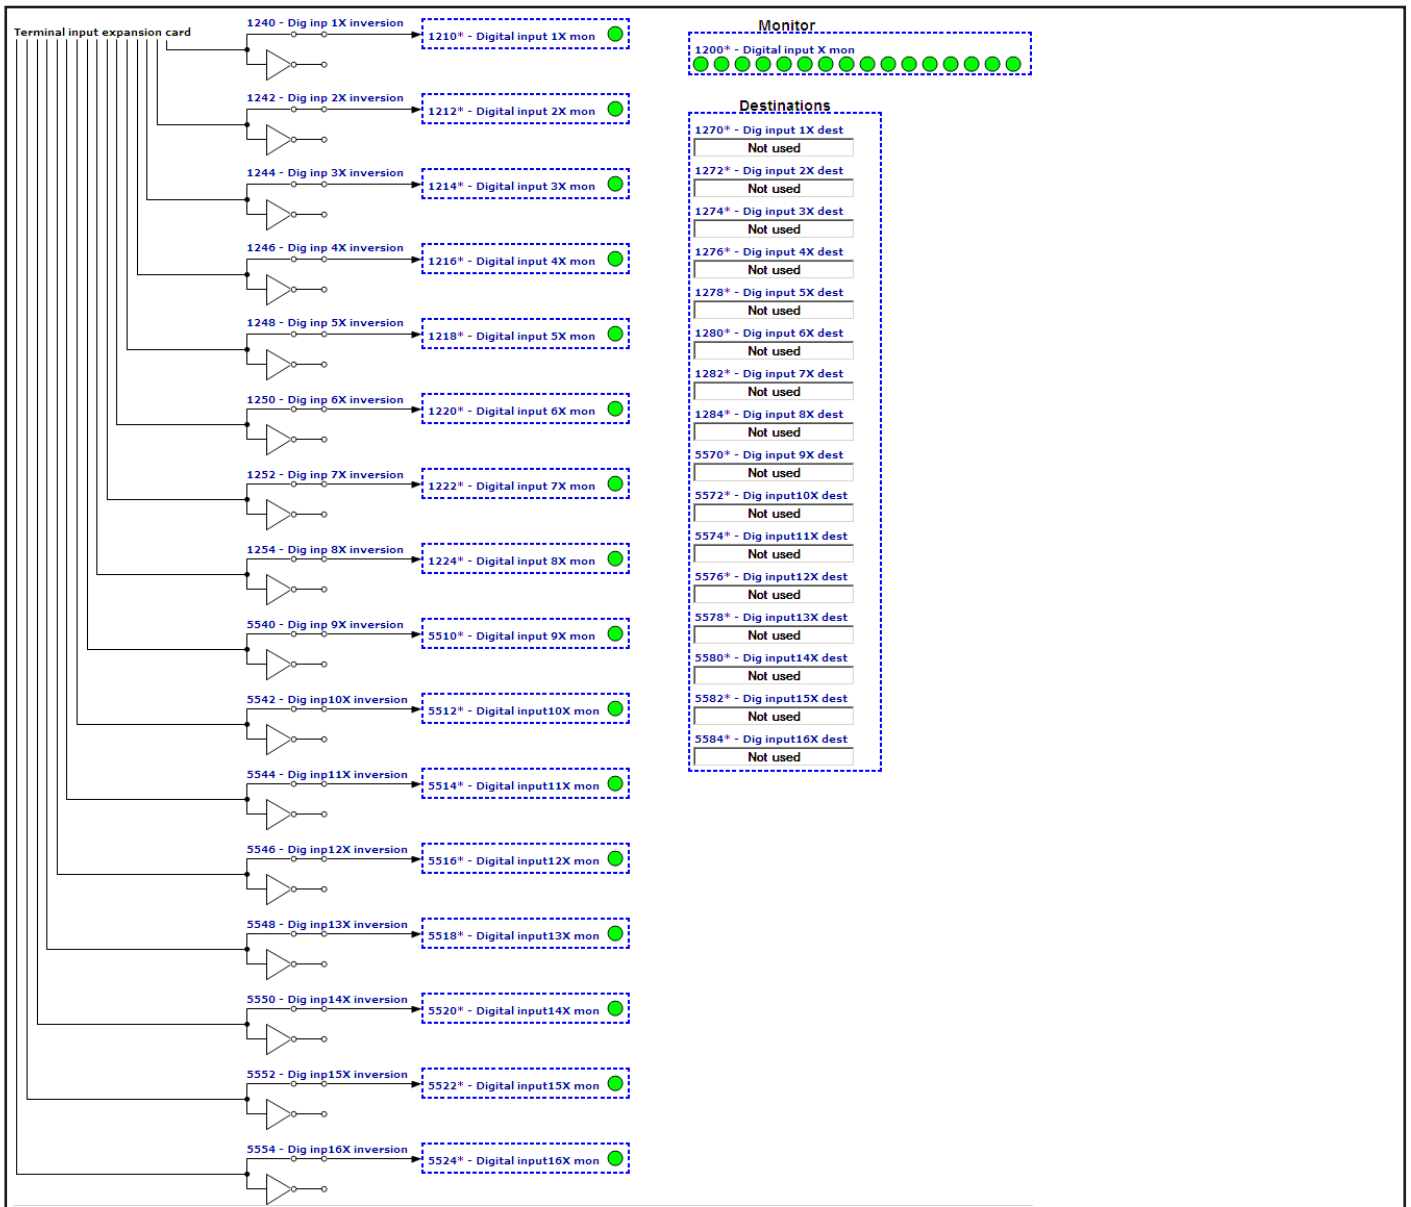 Terminal input expansion card
1240 - Dig inp 1X inversion
1210* - Digital input 1X mon
1242 - Dig inp 2X inversion
1212* - Digital input 2X mon
1244 - Dig inp 3X inversion
1214* - Digital input 3X mon
1246 - Dig inp 4X inversion
1216* - Digital input 4X mon
1248 - Dig inp 5X inversion
1218* - Digital input 5X mon
1250 - Dig inp 6X inversion
1220* - Digital input 6X mon
1252 - Dig inp 7X inversion
1222* - Digital input 7X mon
1254 - Dig inp 8X inversion
1224* - Digital input 8X mon
5540 - Dig inp 9X inversion
5510* - Digital input 9X mon
5542 - Dig inp10X inversion
5512* - Digital input10X mon
5544 - Dig inp11X inversion
5514* - Digital input11X mon
5546 - Dig inp12X inversion
5516* - Digital input12X mon
5548 - Dig inp13X inversion
5518* - Digital input13X mon
5550 - Dig inp14X inversion
5520* - Digital input14X mon
5552 - Dig inp15X inversion
5522* - Digital input15X mon
5554 - Dig inp16X inversion
5524* - Digital input16X mon
Monitor
1200* - Digital input X mon
Destinations
1270* - Dig input 1X dest
Not used
1272* - Dig input 2X dest
Not used
1274* - Dig input 3X dest
Not used
1276* - Dig input 4X dest
Not used
1278* - Dig input 5X dest
Not used
1280* - Dig input 6X dest
Not used
1282* - Dig input 7X dest
Not used
1284* - Dig input 8X dest
Not used
5570* - Dig input 9X dest
Not used
5572* - Dig input10X dest
Not used
5574* - Dig input11X dest
Not used
5576* - Dig input12X dest
Not used
5578* - Dig input13X dest
Not used
5580* - Dig input14X dest
Not used
5582* - Dig input15X dest
Not used
5584* - Dig input16X dest
Not used